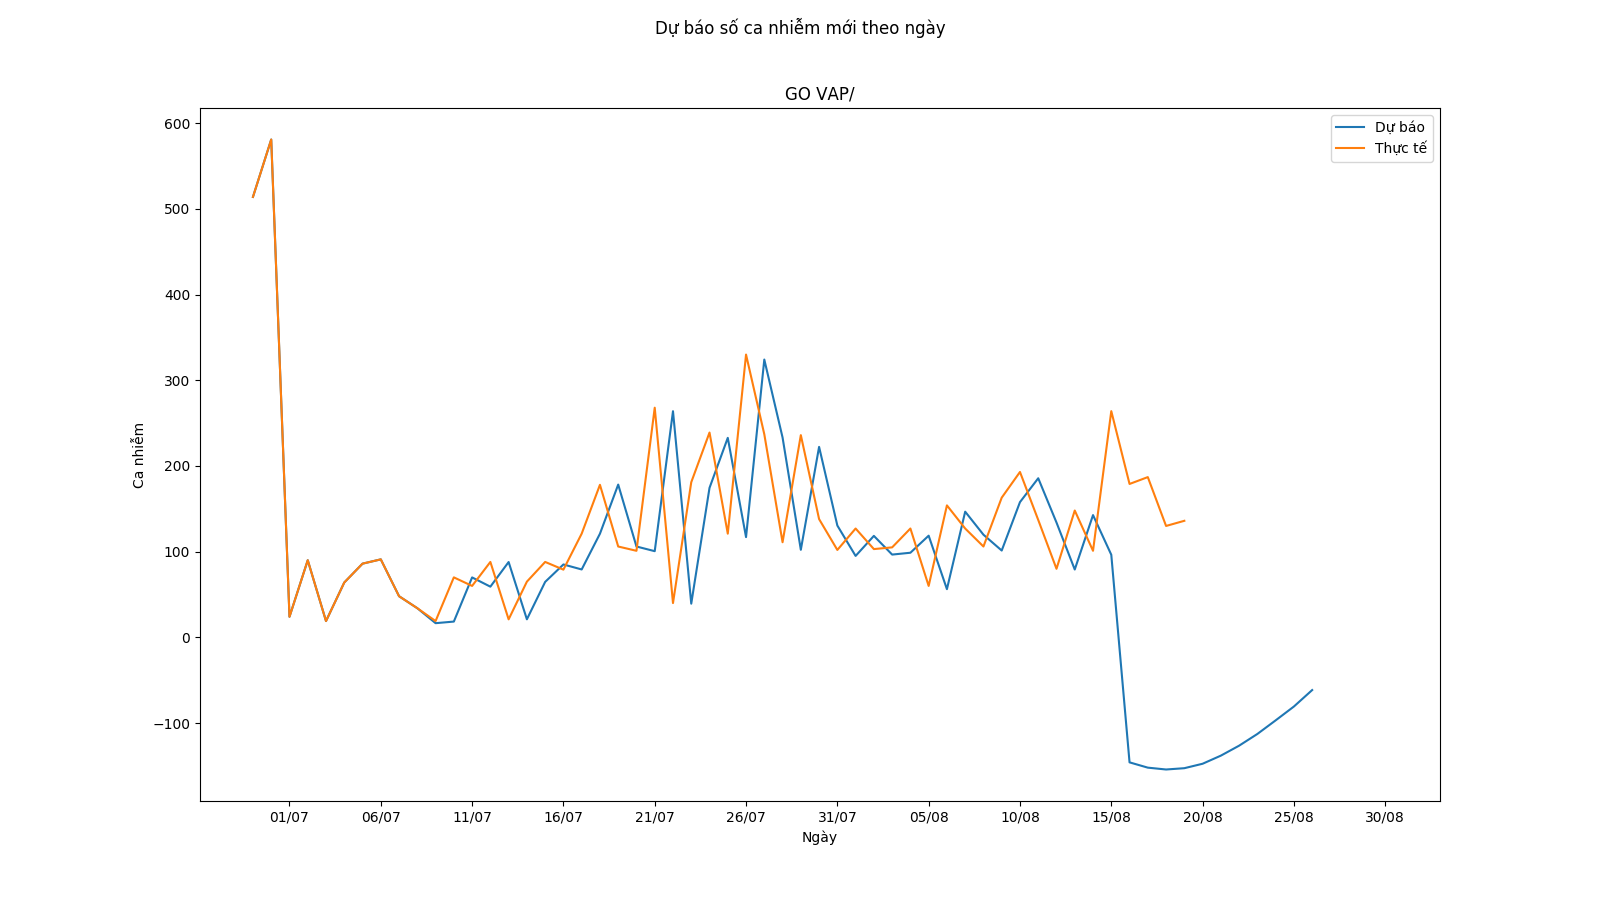 Dự báo số ca nhiễm mới theo ngày
GO VAP/
600
500
400
300
200
100
0
−100
Ca nhiễm
Dự báo
Thực tế
01/07 06/07 11/07 16/07 21/07 26/07 31/07 05/08 10/08 15/08 20/08 25/08 30/08
Ngày